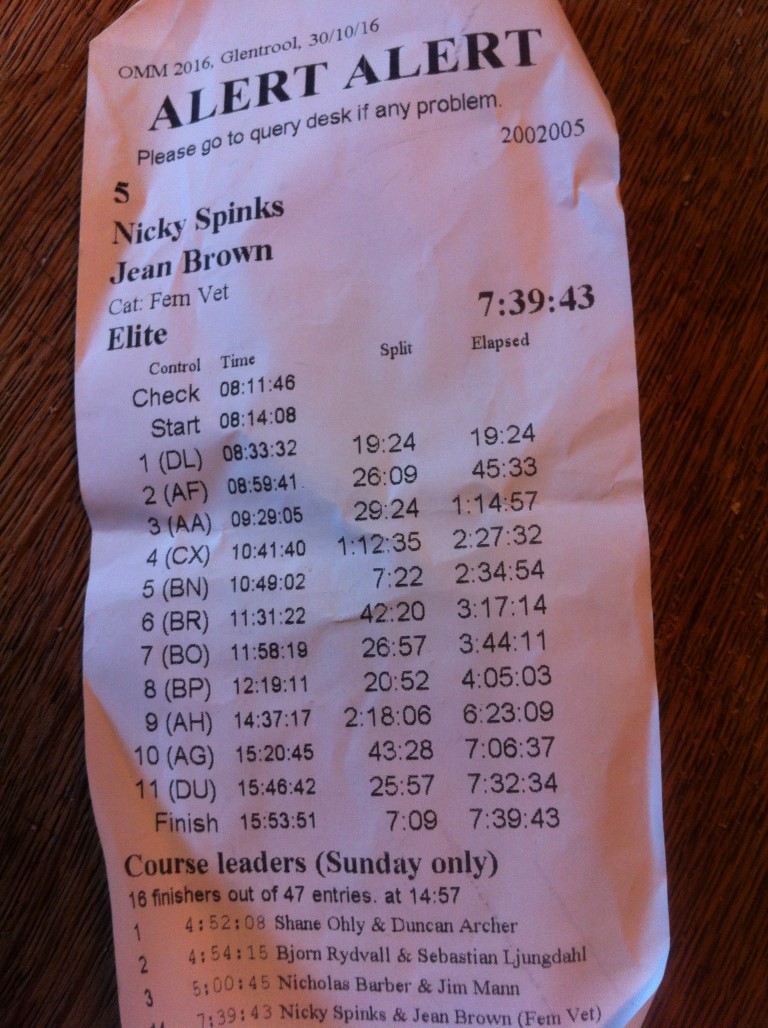 OMM 2016, Glentrool, 30/10/16
ALERT ALERT
Please go to query desk if any problem.
2002005
5
Nicky Spinks
Jean Brown
Cat: Fem Vet
7:39:43
Elite
Control Time Split Elapsed
Check 08:11:46
Start 08:14:08
1 (DL) 08:33:32 19:24 19:24
2 (AF) 08:59:41 26:09 45:33
3 (AA) 09:29:05 29:24 1:14:57
4 (CX) 10:41:40 1:12:35 2:27:32
5 (BN) 10:49:02 7:22 2:34:54
6 (BR) 11:31:22 42:20 3:17:14
7 (BO) 11:58:19 26:57 3:44:11
8 (BP) 12:19:11 20:52 4:05:03
9 (AH) 14:37:17 2:18:06 6:23:09
10 (AG) 15:20:45 43:28 7:06:37
11 (DU) 15:46:42 25:57 7:32:34
Finish 15:53:51 7:09 7:39:43
Course leaders (Sunday only)
16 finishers out of 47 entries. at 14:57
1 4:52:08 Shane Ohly & Duncan Archer
2 4:54:15 Bjorn Rydvall & Sebastian Ljungdahl
3 5:00:45 Nicholas Barber & Jim Mann
7:39:43 Nicky Spinks & Jean Brown (Fem Vet)